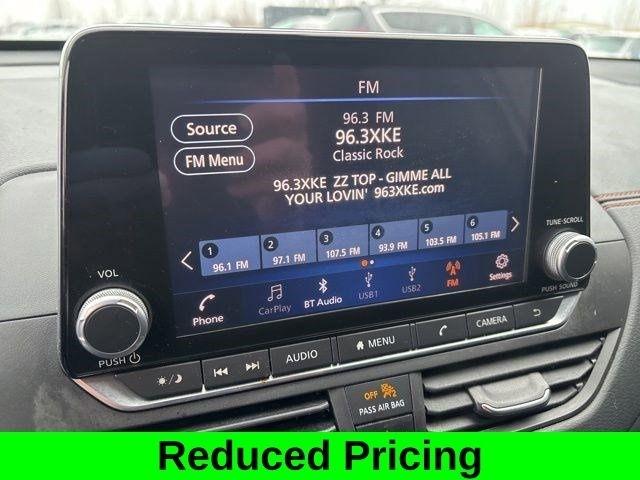 FM
Source
96.3 FM
96.3XKE
Classic Rock
FM Menu
96.3XKE ZZ TOP - GIMME ALL
YOUR LOVIN' 963XKE.com
1 2 3 4 5 6
96.1 FM 97.1 FM 107.5 FM 93.9 FM 103.5 FM 105.1 FM
Phone CarPlay BT Audio USB1 USB2 FM Settings
VOL
PUSH
TUNE-SCROLL
PUSH SOUND
AUDIO MENU CAMERA
OFF 2
PASS AIR BAG
Reduced Pricing